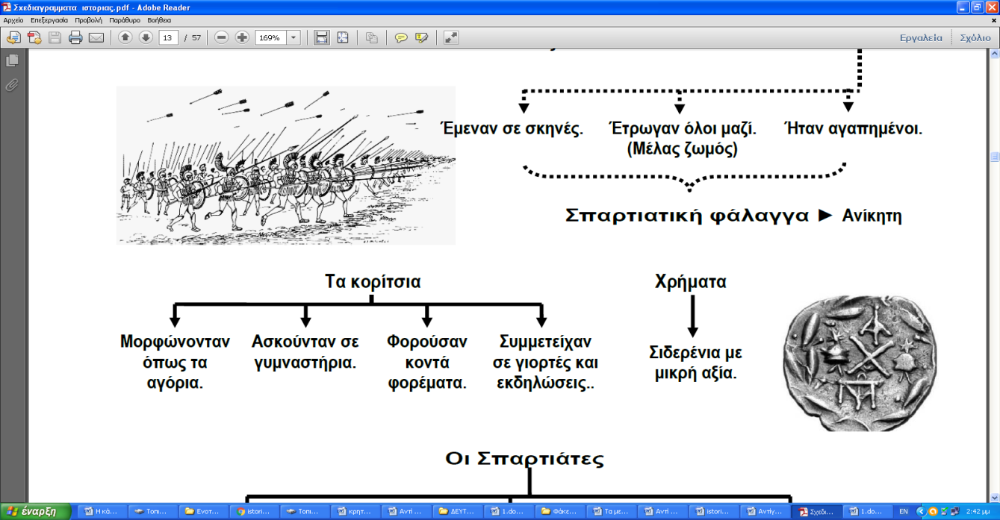 Σχεδιαγραμματα ιστοριας.pdf - Adobe Reader
Αρχείο Επεξεργασία Προβολή Παράθυρο Βοήθεια
13 / 57 169% Εργαλεία Σχόλιο
Έμεναν σε σκηνές. Έτρωγαν όλοι μαζί. Ήταν αγαπημένοι.
(Μέλας ζωμός)
Σπαρτιατική φάλαγγα ► Ανίκητη
Τα κορίτσια Χρήματα
Μορφώνονταν Ασκούνταν σε Φορούσαν Συμμετείχαν
όπως τα γυμναστήρια. κοντά σε γιορτές και
αγόρια. φορέματα. εκδηλώσεις..
Σιδερένια με
μικρή αξία.
Οι Σπαρτιάτες
έναρξη Η κά... Τοπι... Ενοτ... istori... Τοπι... κρητ... Αντί ... ΔΕΥΤ... 1.do... Φάκε... Τα με... Αντί ... istori... Αντίγ... Σχεδι... 1.do... EN 2:42 μμ